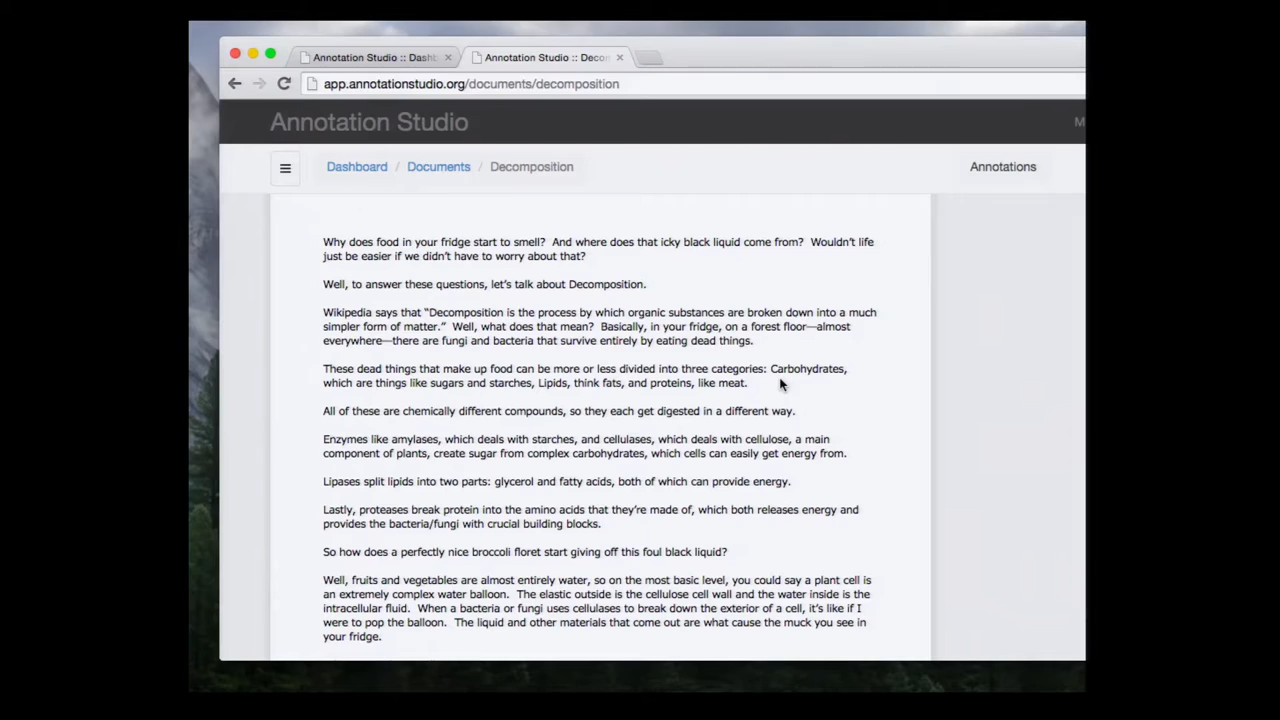 Annotation Studio :: Dashb
Annotation Studio :: Decom
app.annotationstudio.org/documents/decomposition
Annotation Studio
M
Dashboard / Documents / Decomposition
Annotations
Why does food in your fridge start to smell?  And where does that icky black liquid come from?  Wouldn't life
just be easier if we didn't have to worry about that?
Well, to answer these questions, let's talk about Decomposition.
Wikipedia says that “Decomposition is the process by which organic substances are broken down into a much
simpler form of matter.”  Well, what does that mean?  Basically, in your fridge, on a forest floor—almost
everywhere—there are fungi and bacteria that survive entirely by eating dead things.
These dead things that make up food can be more or less divided into three categories: Carbohydrates,
which are things like sugars and starches, Lipids, think fats, and proteins, like meat.
All of these are chemically different compounds, so they each get digested in a different way.
Enzymes like amylases, which deals with starches, and cellulases, which deals with cellulose, a main
component of plants, create sugar from complex carbohydrates, which cells can easily get energy from.
Lipases split lipids into two parts: glycerol and fatty acids, both of which can provide energy.
Lastly, proteases break protein into the amino acids that they're made of, which both releases energy and
provides the bacteria/fungi with crucial building blocks.
So how does a perfectly nice broccoli floret start giving off this foul black liquid?
Well, fruits and vegetables are almost entirely water, so on the most basic level, you could say a plant cell is
an extremely complex water balloon.  The elastic outside is the cellulose cell wall and the water inside is the
intracellular fluid.  When a bacteria or fungi uses cellulases to break down the exterior of a cell, it's like if I
were to pop the balloon.  The liquid and other materials that come out are what cause the muck you see in
your fridge.